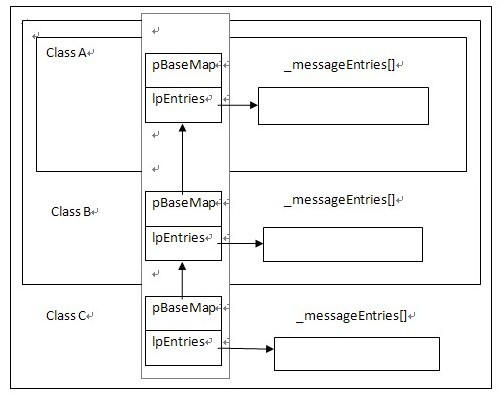 Class A
pBaseMap
_messageEntries[]
lpEntries
Class B
pBaseMap
_messageEntries[]
lpEntries
Class C
pBaseMap
_messageEntries[]
lpEntries